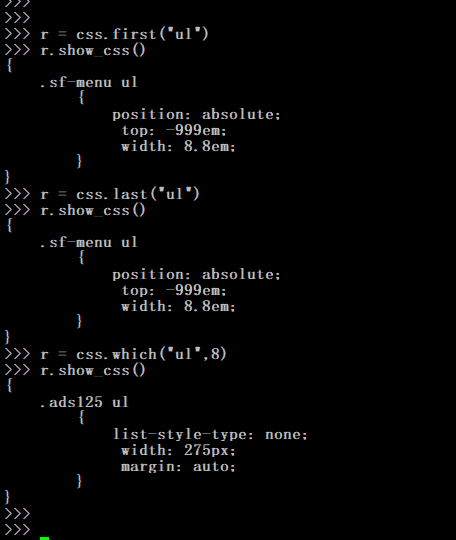 >>>
>>>
>>> r = css.first("ul")
>>> r.show_css()
{
    .sf-menu ul
        {
            position: absolute;
             top: -999em;
             width: 8.8em;
        }
}
>>> r = css.last("ul")
>>> r.show_css()
{
    .sf-menu ul
        {
            position: absolute;
             top: -999em;
             width: 8.8em;
        }
}
>>> r = css.which("ul",8)
>>> r.show_css()
{
    .ads125 ul
        {
            list-style-type: none;
             width: 275px;
             margin: auto;
        }
}
>>>
>>>